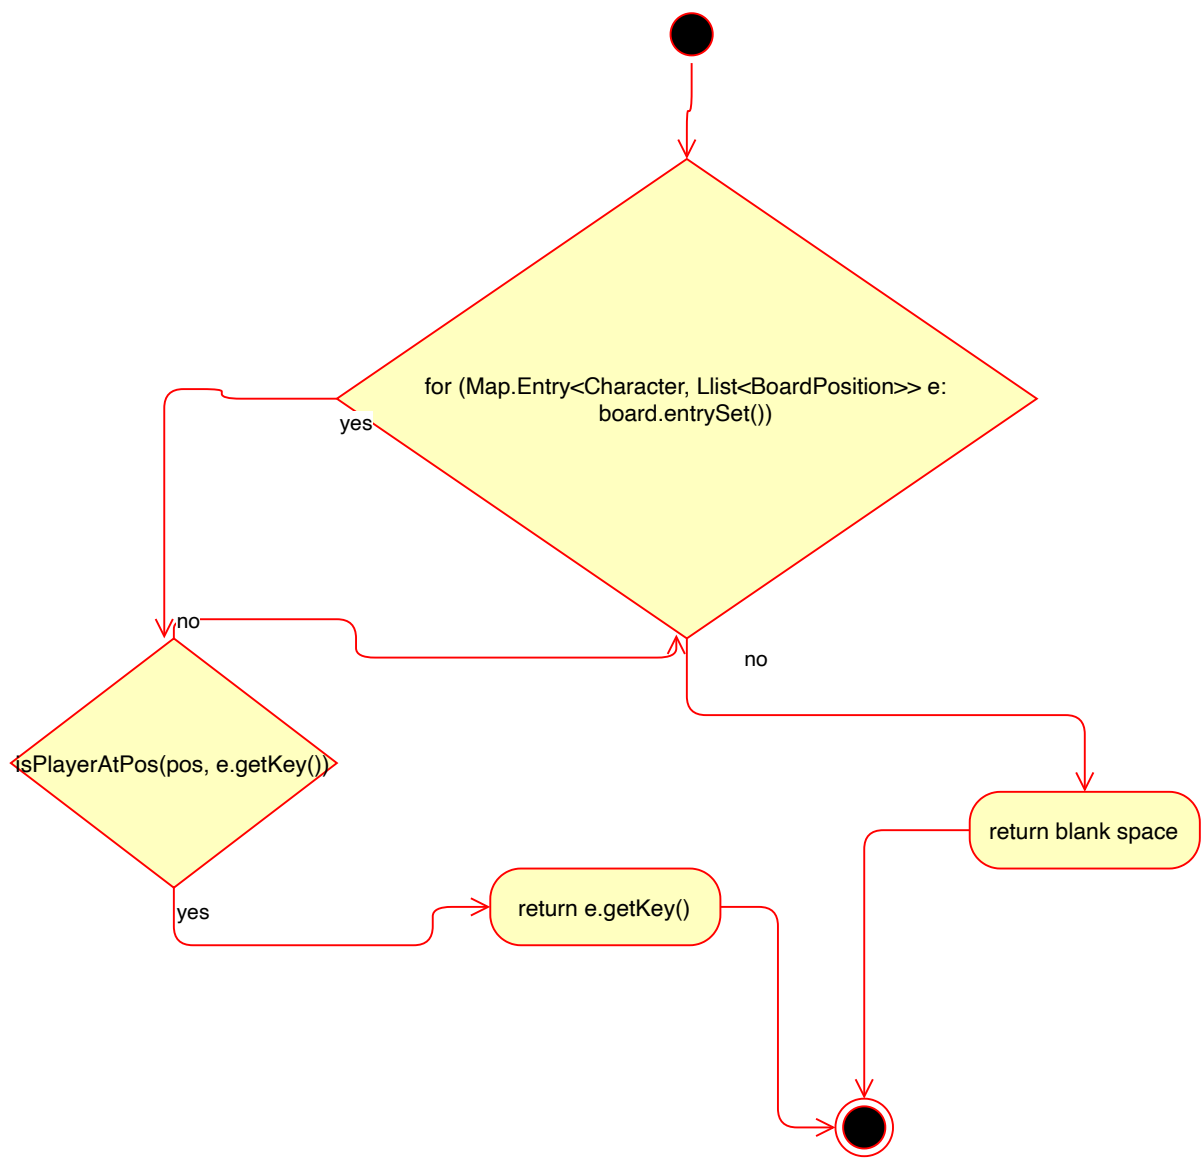 for (Map.Entry<Character, Llist<BoardPosition>> e:
board.entrySet())
yes
no
no
isPlayerAtPos(pos, e.getKey())
return blank space
yes
return e.getKey()